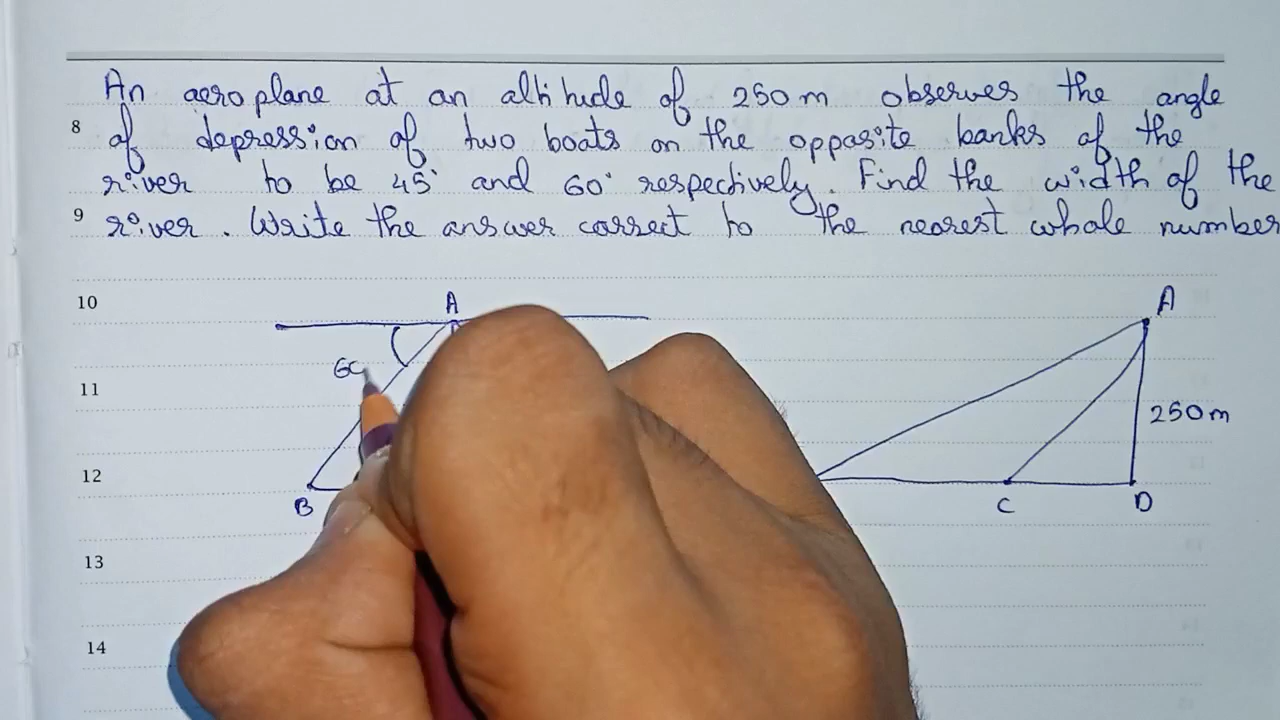 An aeroplane at an altitude of 250 m observes the angle
8
of depression of two boats on the opposite banks of the
river to be 45° and 60° respectively. Find the width of the
9
river. Write the answer correct to the nearest whole number
10
A
A
60
11
250 m
12
B
C
D
13
14